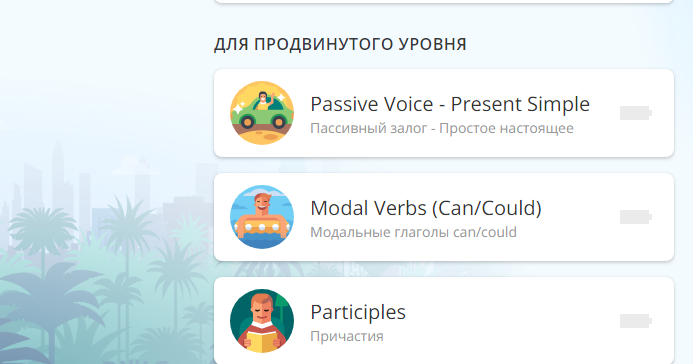 ДЛЯ ПРОДВИНУТОГО УРОВНЯ
Passive Voice - Present Simple
Пассивный залог - Простое настоящее
Modal Verbs (Can/Could)
Модальные глаголы can/could
Participles
Причастия